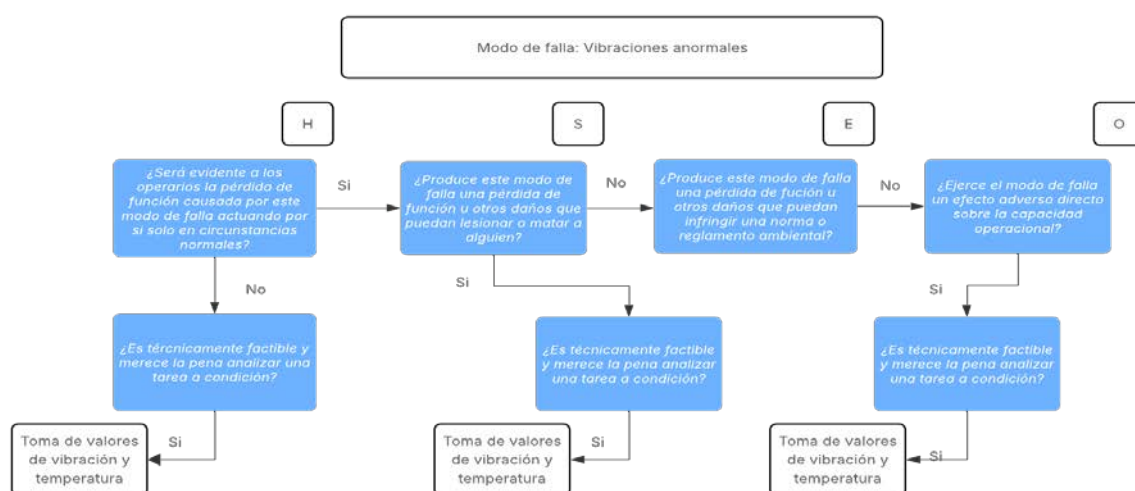 Modo de falla: Vibraciones anormales
H
S
E
O
¿Será evidente a los
operarios la pérdido de
función causada por este
modo de falla actuando por
si solo en circunstancias
normales?
Si
¿Produce este modo de
falla una pérdida de
función u otros daños que
puedan lesionar o matar a
alguien?
No
¿Produce este modo de falla
una pérdida de fución u
otros daños que puedan
infringir una norma o
reglamento ambiental?
No
¿Ejerce el modo de falla
un efecto adverso directo
sobre la capacidad
operacional?
No
Si
Si
¿Es tércnicamente factible y
merece la pena analizar una
tarea a condición?
¿Es técnicamente factible
y merece la pena analizar
una tarea a condición?
¿Es técnicamente factible
y merece la pena analizar
una tarea a condición?
Si
Si
Si
Toma de valores
de vibración y
temperatura
Toma de valores
de vibración y
temperatura
Toma de valores
de vibración y
temperatura